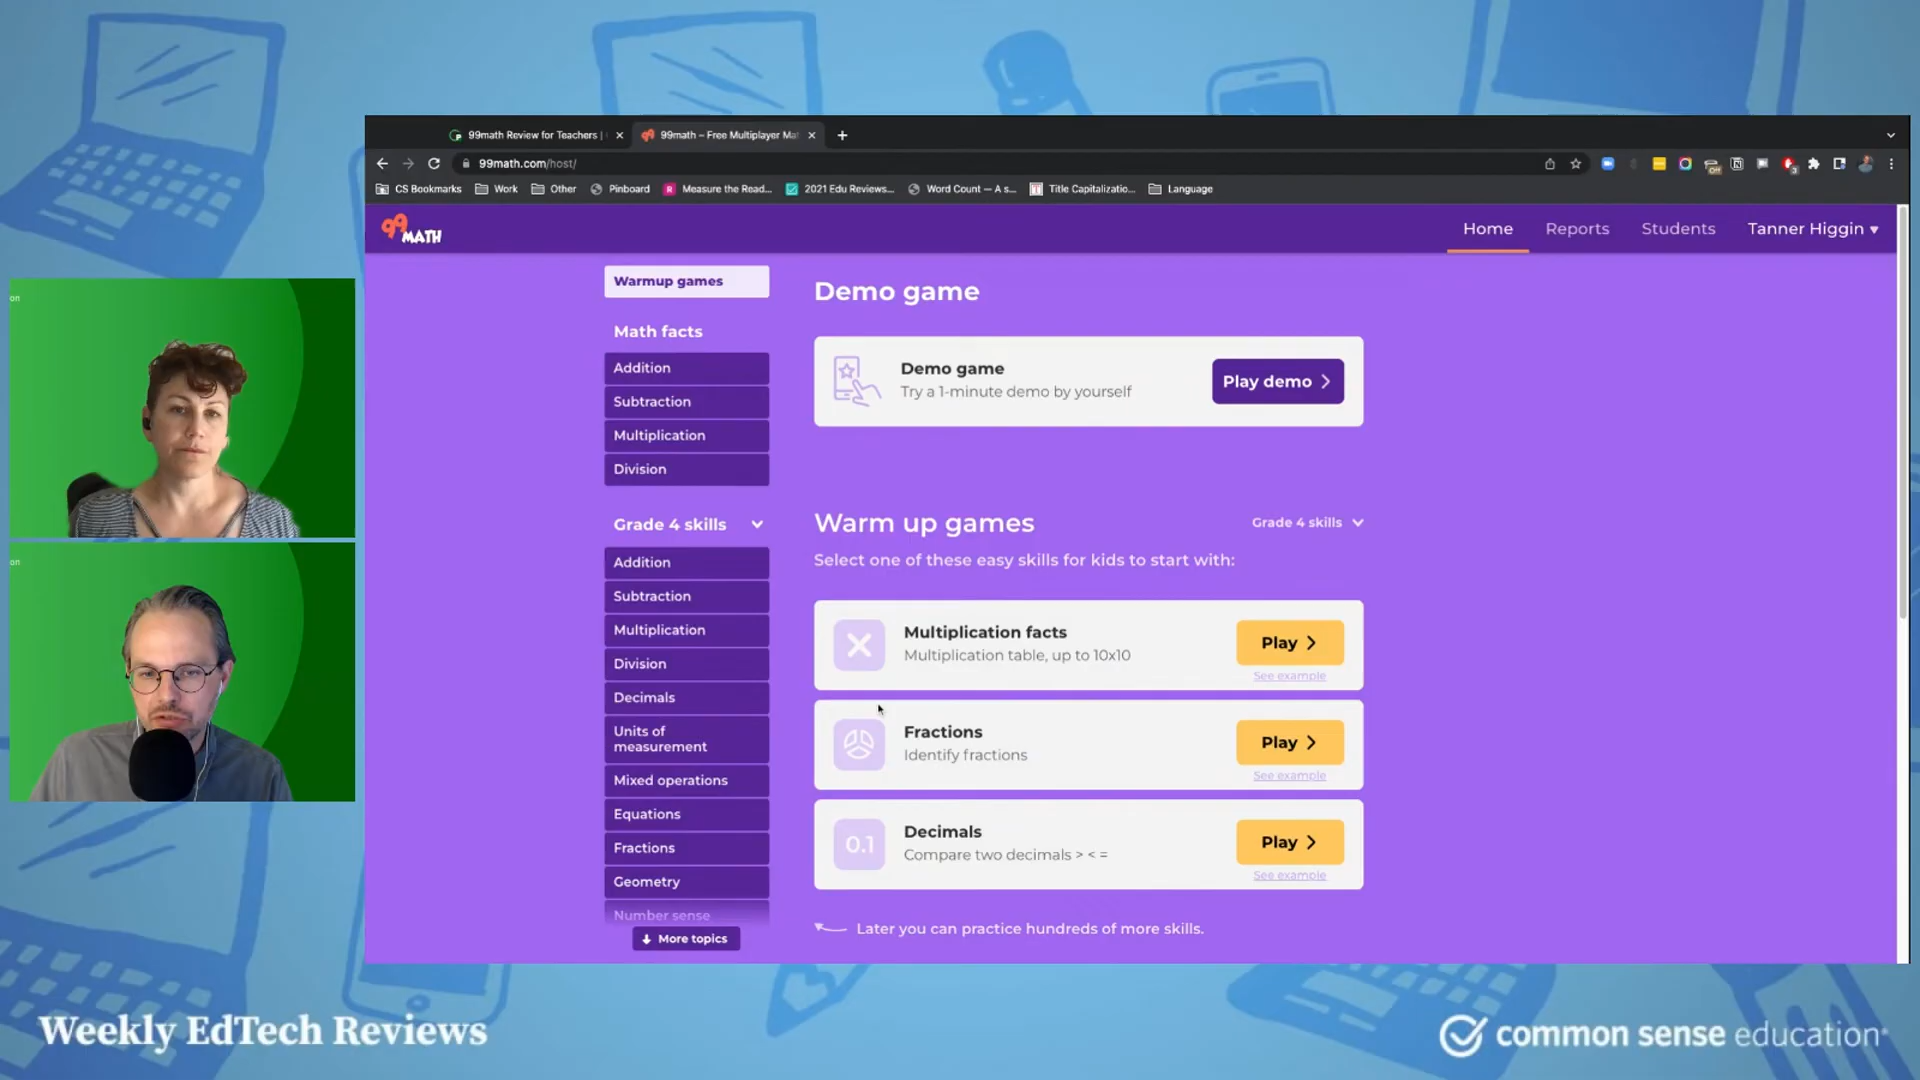 99math Review for Teachers |
99math – Free Multiplayer Mat
99math.com/host/
CS Bookmarks
Work
Other
Pinboard
Measure the Read...
2021 Edu Reviews...
Word Count — A s...
Title Capitalizatio...
Language
99 MATH
Home
Reports
Students
Tanner Higgin
Warmup games
Math facts
Addition
Subtraction
Multiplication
Division
Grade 4 skills
Addition
Subtraction
Multiplication
Division
Decimals
Units of
measurement
Mixed operations
Equations
Fractions
Geometry
Number sense
More topics
Demo game
Demo game
Try a 1-minute demo by yourself
Play demo
Warm up games
Grade 4 skills
Select one of these easy skills for kids to start with:
Multiplication facts
Multiplication table, up to 10x10
Play
See example
Fractions
Identify fractions
Play
See example
0.1
Decimals
Compare two decimals > < =
Play
See example
Later you can practice hundreds of more skills.
on
on
Weekly EdTech Reviews
common sense education